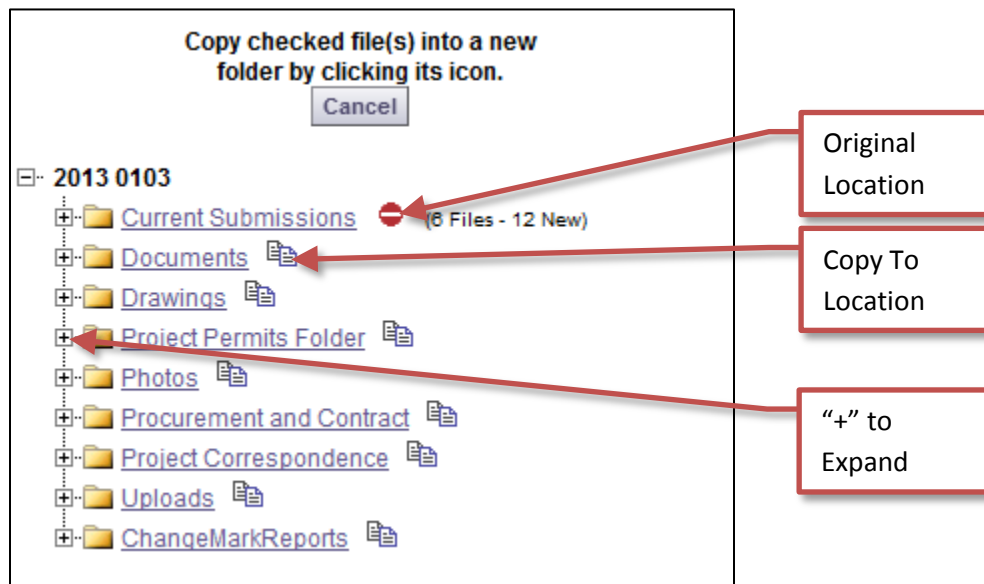 Copy checked file(s) into a new
folder by clicking its icon.
Cancel
2013 0103
Current Submissions (6 Files - 12 New)
Documents
Drawings
Project Permits Folder
Photos
Procurement and Contract
Project Correspondence
Uploads
ChangeMarkReports
Original
Location
Copy To
Location
“+” to
Expand